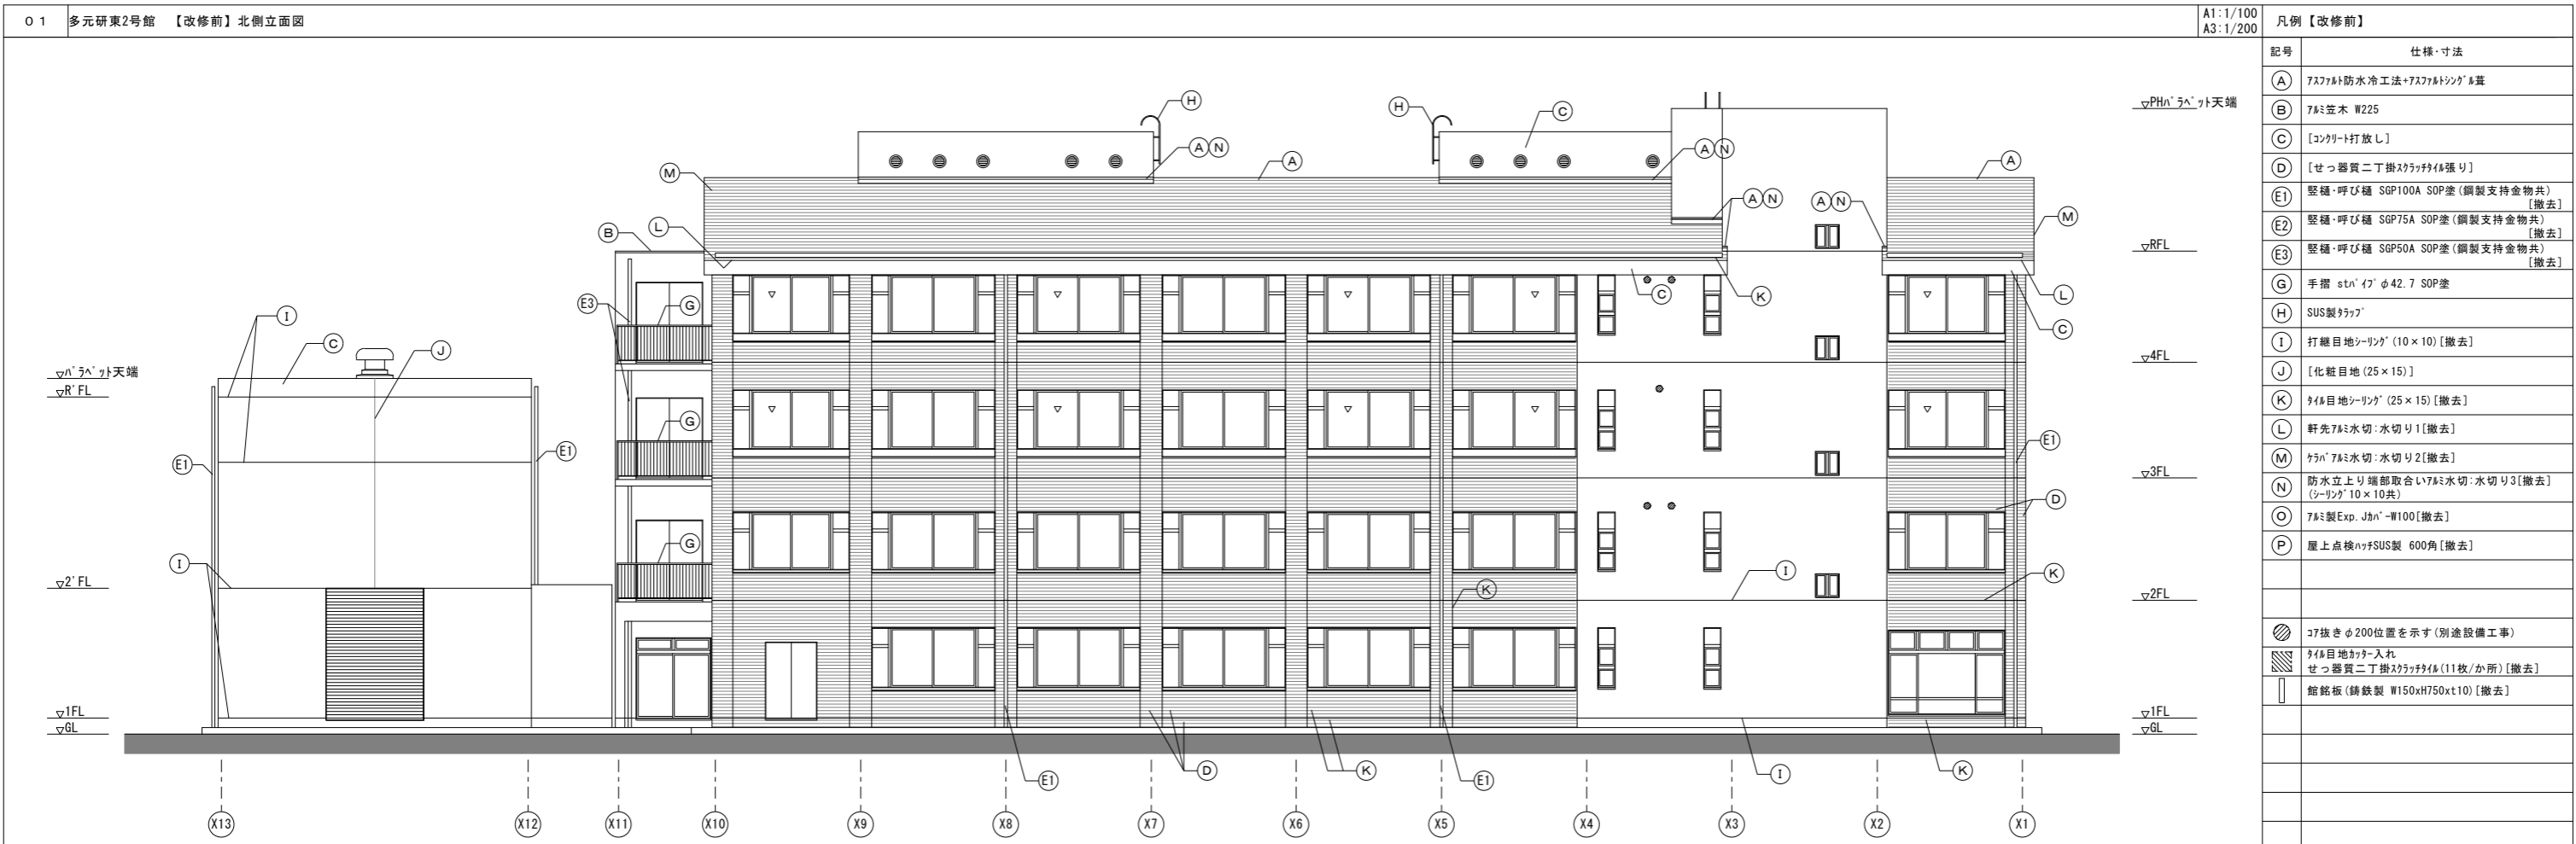 01 多元研東2号館 【改修前】北側立面図
A1:1/100
A3:1/200
凡例【改修前】
記号 仕様・寸法
A ｱｽﾌｧﾙﾄ防水冷工法+ｱｽﾌｧﾙﾄｼﾝｸﾞﾙ葺
B ｱﾙﾐ笠木 W225
C [ｺﾝｸﾘｰﾄ打放し]
D [せっ器質二丁掛ｽｸﾗｯﾁﾀｲﾙ張り]
E1 竪樋・呼び樋 SGP100A SOP塗(鋼製支持金物共)
[撤去]
E2 竪樋・呼び樋 SGP75A SOP塗(鋼製支持金物共)
[撤去]
E3 竪樋・呼び樋 SGP50A SOP塗(鋼製支持金物共)
[撤去]
G 手摺 stﾊﾟｲﾌﾟφ42.7 SOP塗
H SUS製ﾀﾗｯﾌﾟ
I 打継目地ｼｰﾘﾝｸﾞ(10×10)[撤去]
J [化粧目地(25×15)]
K ﾀｲﾙ目地ｼｰﾘﾝｸﾞ(25×15)[撤去]
L 軒先ｱﾙﾐ水切:水切り1[撤去]
M ｹﾗﾊﾞｱﾙﾐ水切:水切り2[撤去]
N 防水立上り端部取合いｱﾙﾐ水切:水切り3[撤去]
(ｼｰﾘﾝｸﾞ10×10共)
O ｱﾙﾐ製Exp.Jｶﾊﾞｰ-W100[撤去]
P 屋上点検ﾊｯﾁSUS製 600角[撤去]
ｺｱ抜きφ200位置を示す(別途設備工事)
ﾀｲﾙ目地ｶｯﾀｰ入れ
せっ器質二丁掛ｽｸﾗｯﾁﾀｲﾙ(11枚/か所)[撤去]
館銘板(鋳鉄製 W150xH750xt10)[撤去]
H H C ▽PHﾊﾟﾗﾍﾟｯﾄ天端
A N A A N A
M A N A N M
L B ▽RFL
E3 G C K L C
I C J ▽4FL
▽ﾊﾟﾗﾍﾟｯﾄ天端
▽R'FL
G
E1 E1 E1 ▽3FL
D
I G I K
▽2'FL K ▽2FL
▽1FL ▽1FL
▽GL ▽GL
E1 D K E1 I K
X13 X12 X11 X10 X9 X8 X7 X6 X5 X4 X3 X2 X1